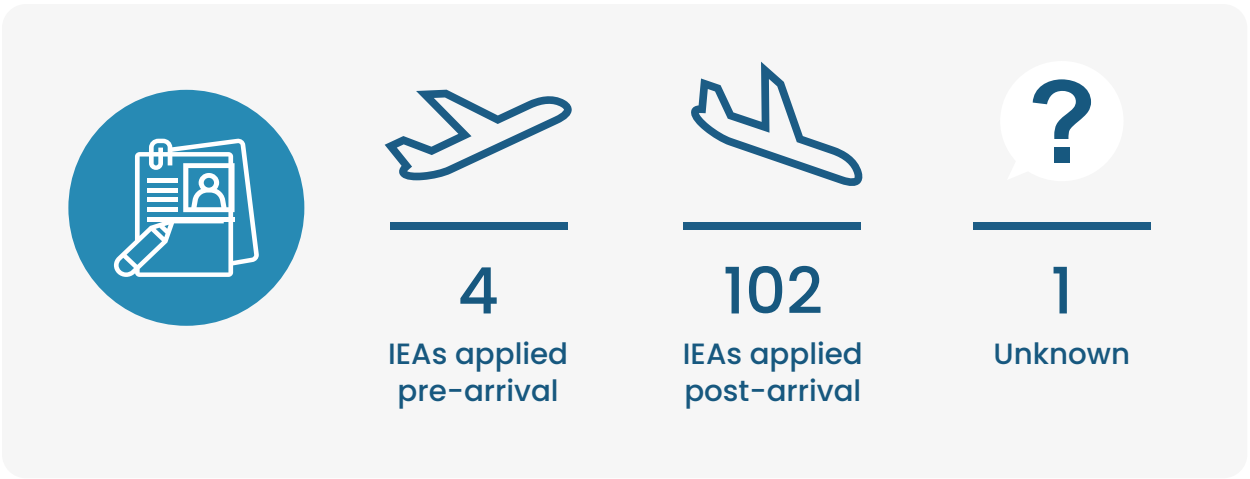 ?
4
IEAs applied
pre-arrival
102
IEAs applied
post-arrival
1
Unknown